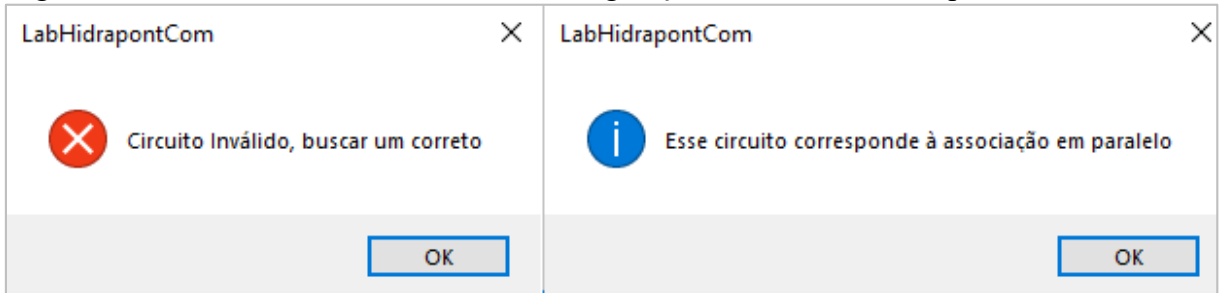 LabHidrapontCom
Circuito Inválido, buscar um correto
OK
LabHidrapontCom
Esse circuito corresponde à associação em paralelo
OK